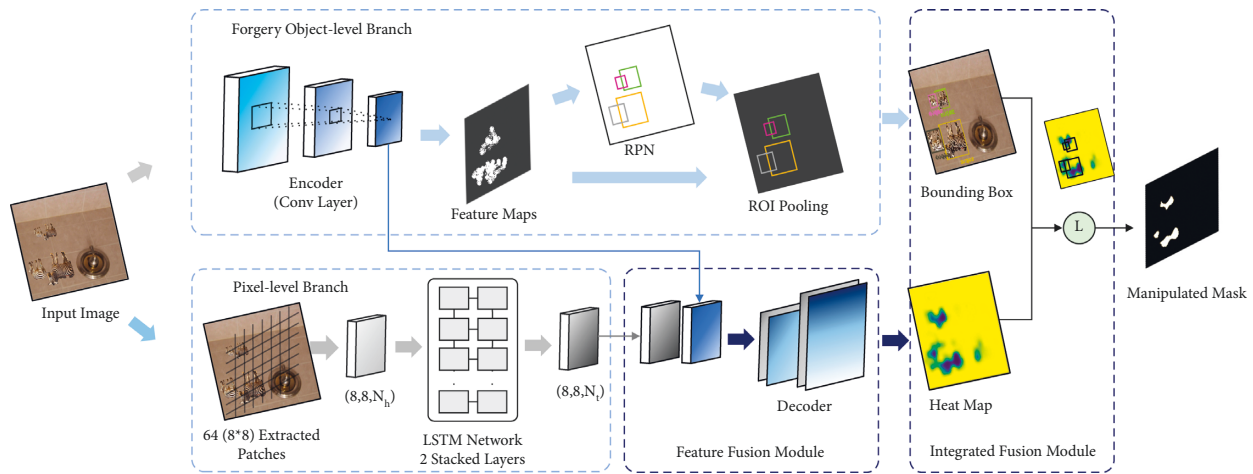 Forgery Object-level Branch
Encoder
(Conv Layer)
Feature Maps
RPN
ROI Pooling
Bounding Box
L
Manipulated Mask
Input Image
Pixel-level Branch
64 (8*8) Extracted
Patches
(8,8,Nh)
LSTM Network
2 Stacked Layers
(8,8,Nt)
Decoder
Feature Fusion Module
Heat Map
Integrated Fusion Module